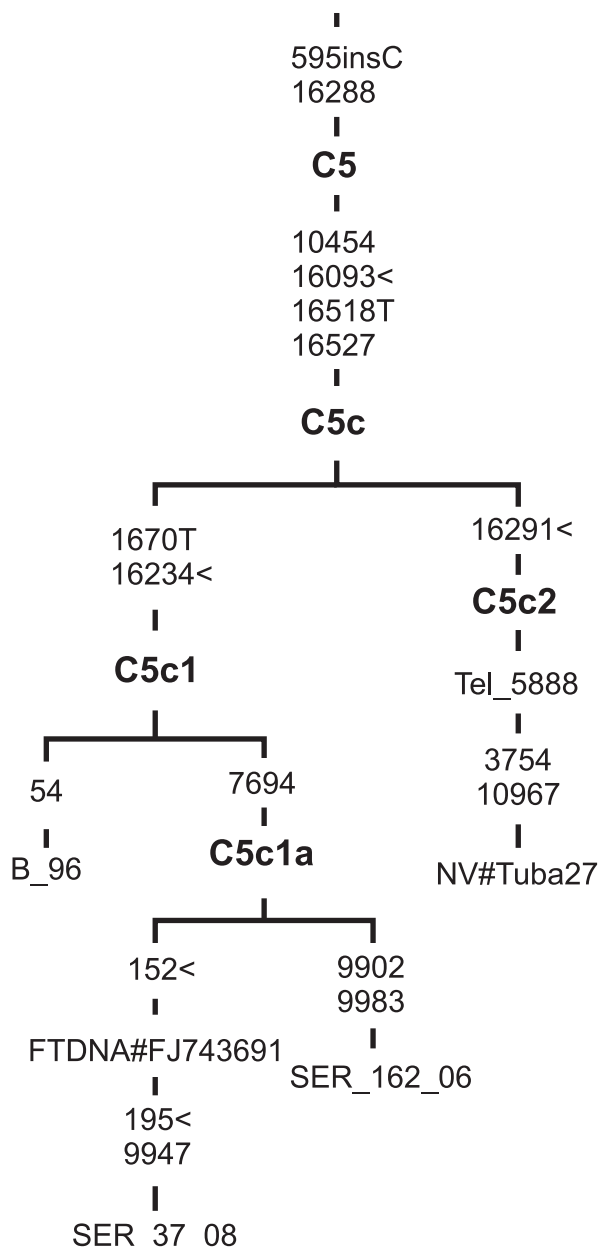 595insC
16288
C5
10454
16093<
16518T
16527
C5c
1670T
16234<
C5c1
54
B_96
7694
C5c1a
152<
FTDNA#FJ743691
195<
9947
SER_37_08
9902
9983
SER_162_06
16291<
C5c2
Tel_5888
3754
10967
NV#Tuba27